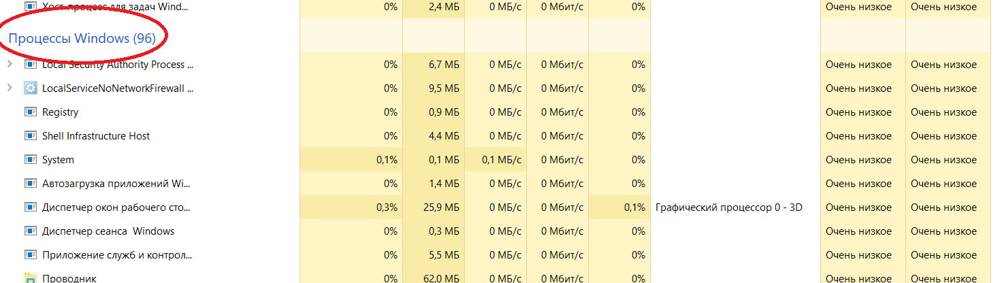 Хост-процесс для задач Wind... 0% 2,4 МБ 0 МБ/с 0 Мбит/с 0% Очень низкое Очень низкое
Процессы Windows (96)
Local Security Authority Process ... 0% 6,7 МБ 0 МБ/с 0 Мбит/с 0% Очень низкое Очень низкое
LocalServiceNoNetworkFirewall ... 0% 9,5 МБ 0 МБ/с 0 Мбит/с 0% Очень низкое Очень низкое
Registry 0% 0,9 МБ 0 МБ/с 0 Мбит/с 0% Очень низкое Очень низкое
Shell Infrastructure Host 0% 4,4 МБ 0 МБ/с 0 Мбит/с 0% Очень низкое Очень низкое
System 0,1% 0,1 МБ 0,1 МБ/с 0 Мбит/с 0% Очень низкое Очень низкое
Автозагрузка приложений Wi... 0% 1,4 МБ 0 МБ/с 0 Мбит/с 0% Очень низкое Очень низкое
Диспетчер окон рабочего сто... 0,3% 25,9 МБ 0 МБ/с 0 Мбит/с 0,1% Графический процессор 0 - 3D Очень низкое Очень низкое
Диспетчер сеанса  Windows 0% 0,3 МБ 0 МБ/с 0 Мбит/с 0% Очень низкое Очень низкое
Приложение служб и контрол... 0% 5,5 МБ 0 МБ/с 0 Мбит/с 0% Очень низкое Очень низкое
Проводник 0% 62,0 МБ 0 МБ/с 0 Мбит/с 0% Очень низкое Очень низкое